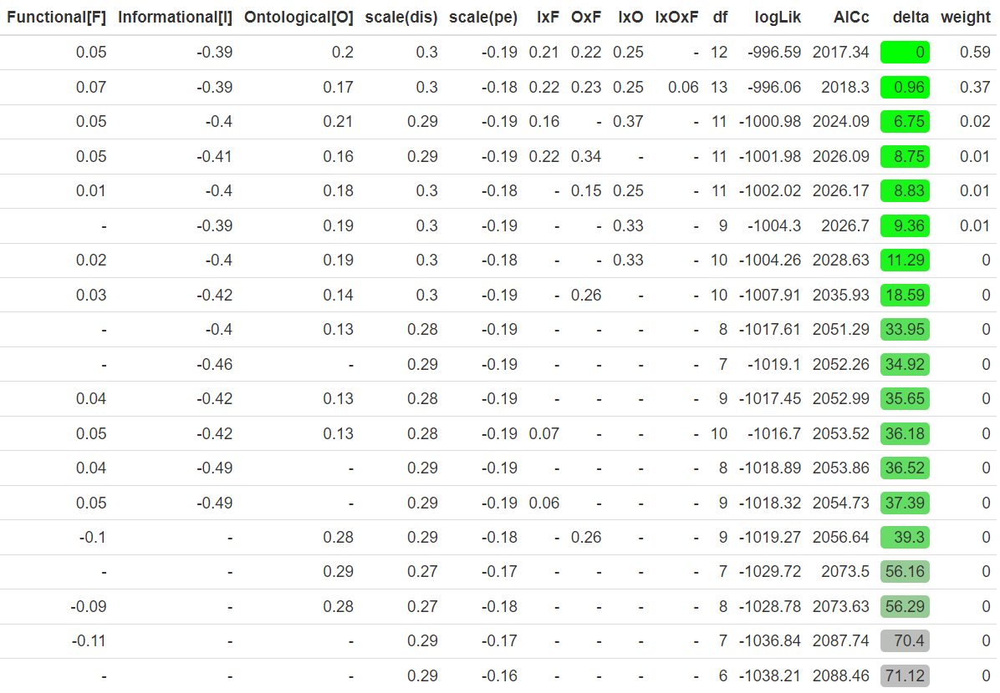 Functional[F] Informational[I] Ontological[O] scale(dis) scale(pe) IxF OxF IxO IxOxF df logLik AICc delta weight
0.05 -0.39 0.2 0.3 -0.19 0.21 0.22 0.25 - 12 -996.59 2017.34 0 0.59
0.07 -0.39 0.17 0.3 -0.18 0.22 0.23 0.25 0.06 13 -996.06 2018.3 0.96 0.37
0.05 -0.4 0.21 0.29 -0.19 0.16 - 0.37 - 11 -1000.98 2024.09 6.75 0.02
0.05 -0.41 0.16 0.29 -0.19 0.22 0.34 - - 11 -1001.98 2026.09 8.75 0.01
0.01 -0.4 0.18 0.3 -0.18 - 0.15 0.25 - 11 -1002.02 2026.17 8.83 0.01
- -0.39 0.19 0.3 -0.19 - - 0.33 - 9 -1004.3 2026.7 9.36 0.01
0.02 -0.4 0.19 0.3 -0.18 - - 0.33 - 10 -1004.26 2028.63 11.29 0
0.03 -0.42 0.14 0.3 -0.19 - 0.26 - - 10 -1007.91 2035.93 18.59 0
- -0.4 0.13 0.28 -0.19 - - - - 8 -1017.61 2051.29 33.95 0
- -0.46 - 0.29 -0.19 - - - - 7 -1019.1 2052.26 34.92 0
0.04 -0.42 0.13 0.28 -0.19 - - - - 9 -1017.45 2052.99 35.65 0
0.05 -0.42 0.13 0.28 -0.19 0.07 - - - 10 -1016.7 2053.52 36.18 0
0.04 -0.49 - 0.29 -0.19 - - - - 8 -1018.89 2053.86 36.52 0
0.05 -0.49 - 0.29 -0.19 0.06 - - - 9 -1018.32 2054.73 37.39 0
-0.1 - 0.28 0.29 -0.18 - 0.26 - - 9 -1019.27 2056.64 39.3 0
- - 0.29 0.27 -0.17 - - - - 7 -1029.72 2073.5 56.16 0
-0.09 - 0.28 0.27 -0.18 - - - - 8 -1028.78 2073.63 56.29 0
-0.11 - - 0.29 -0.17 - - - - 7 -1036.84 2087.74 70.4 0
- - - 0.29 -0.16 - - - - 6 -1038.21 2088.46 71.12 0